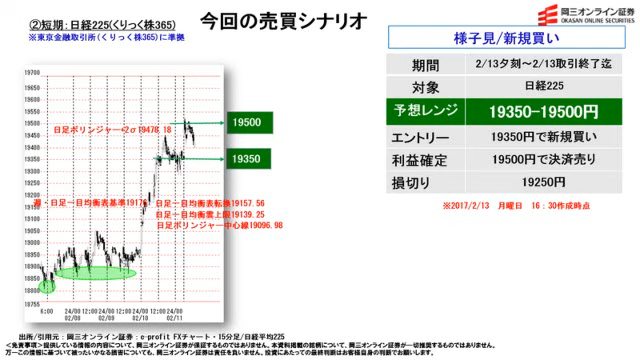 ②短期：日経225(くりっく株365)
※東京金融取引所(くりっく株365)に準拠
今回の売買シナリオ
岡三オンライン証券
OKASAN ONLINE SECURITIES
様子見/新規買い
期間 2/13夕刻～2/13取引終了迄
対象 日経225
予想レンジ 19350-19500円
エントリー 19350円で新規買い
利益確定 19500円で決済売り
損切り 19250円
※2017/2/13 月曜日 16：30作成時点
19700
19650
19600
19550
19500
19450
19400
19350
19300
19250
19200
19150
19100
19050
19000
18950
18900
18850
18800
18755
19500
19350
日足ボリンジャー+2σ19478.18
週・日足一目均衡表基準1917
日足一目均衡表転換19157.56
日足一目均衡雲上限19139.25
日足ボリンジャー中心線19096.98
6:00 24/00 12:00 24/00 12:00 24/00 12:00 24/00
02/08 02/09 02/10 02/11
出所/引用元：岡三オンライン証券：e-profit FXチャート・15分足/日経平均225
＜免責事項＞提供している情報の内容について、岡三オンライン証券が保証するものではありません。本資料掲載の銘柄について、岡三オンライン証券が一切推奨するものではありません。
万一この情報に基づいて被ったいかなる損害についても、岡三オンライン証券は責任を負いません。投資にあたっての最終判断はお客様自身の判断でお願いします。